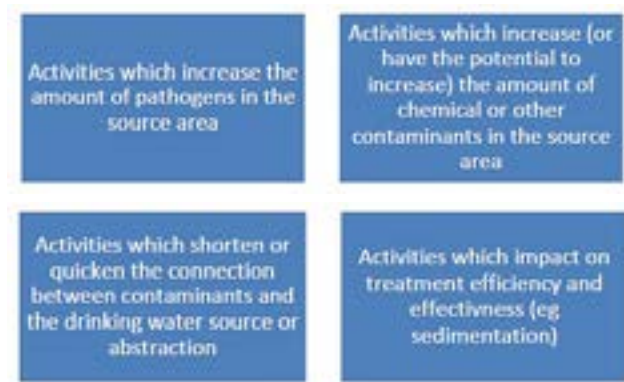 Activities which increase the
amount of pathogens in the
source area
Activities which increase (or
have the potential to
increase) the amount of
chemical or other
contaminants in the source
area
Activities which shorten or
quicken the connection
between contaminants and
the drinking water source or
abstraction
Activities which impact on
treatment efficiency and
effectivness (eg
sedimentation)